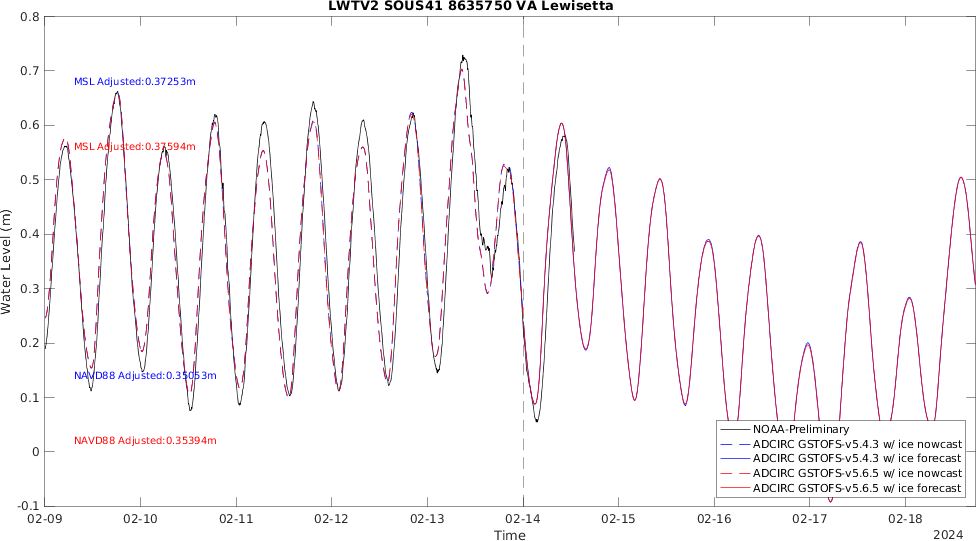 LWTV2 SOUS41 8635750 VA Lewisetta
0.8
0.7
0.6
0.5
0.4
0.3
0.2
0.1
0
-0.1
Water Level (m)
MSL Adjusted:0.37253m
MSL Adjusted:0.37594m
NAVD88 Adjusted:0.35053m
NAVD88 Adjusted:0.35394m
NOAA-Preliminary
ADCIRC GSTOFS-v5.4.3 w/ ice nowcast
ADCIRC GSTOFS-v5.4.3 w/ ice forecast
ADCIRC GSTOFS-v5.6.5 w/ ice nowcast
ADCIRC GSTOFS-v5.6.5 w/ ice forecast
02-09 02-10 02-11 02-12 02-13 02-14 02-15 02-16 02-17 02-18
Time
2024